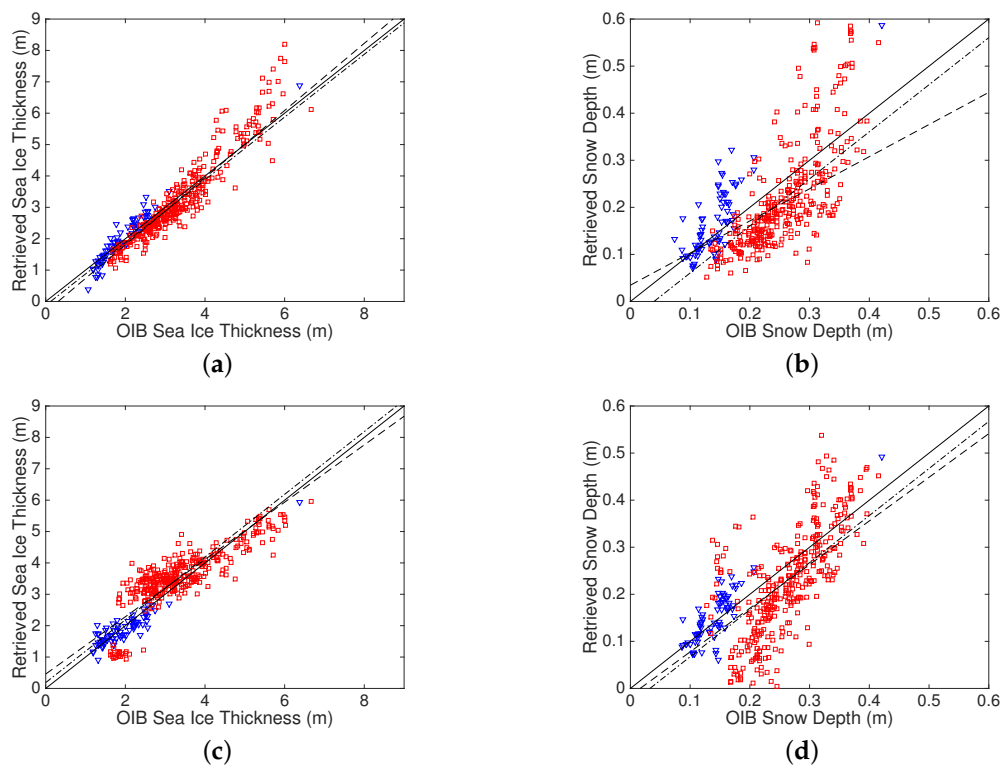 9
8
7
6
5
4
3
2
1
0
Retrieved Sea Ice Thickness (m)
0 2 4 6 8
OIB Sea Ice Thickness (m)
(a)
0.6
0.5
0.4
0.3
0.2
0.1
0
Retrieved Snow Depth (m)
0 0.1 0.2 0.3 0.4 0.5 0.6
OIB Snow Depth (m)
(b)
9
8
7
6
5
4
3
2
1
0
Retrieved Sea Ice Thickness (m)
0 2 4 6 8
OIB Sea Ice Thickness (m)
(c)
0.6
0.5
0.4
0.3
0.2
0.1
0
Retrieved Snow Depth (m)
0 0.1 0.2 0.3 0.4 0.5 0.6
OIB Snow Depth (m)
(d)